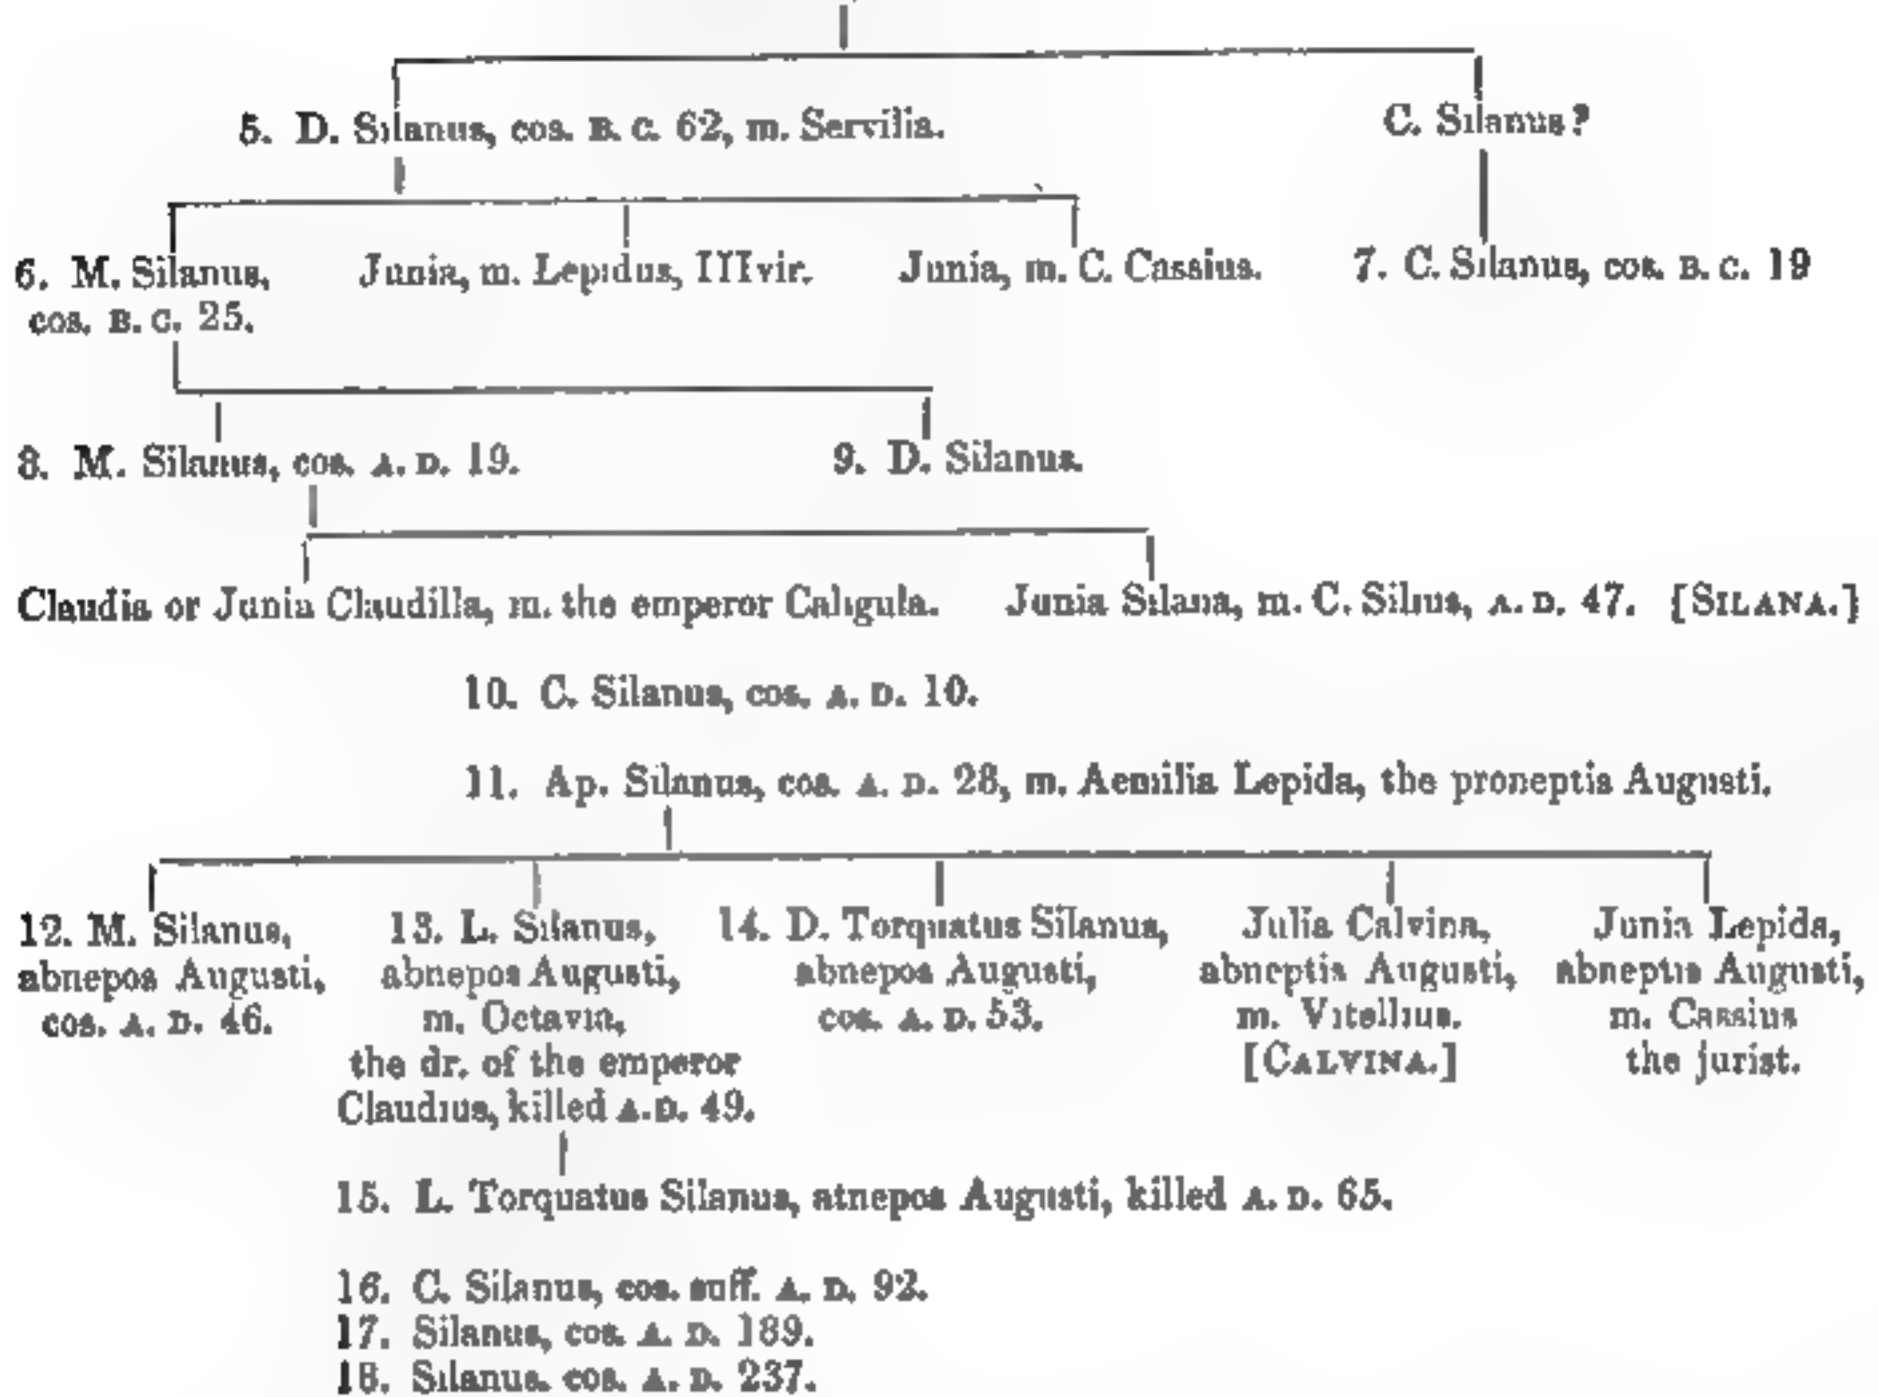 5. D. Silanus, cos. B. C. 62, m. Servilia. C. Silanus?
6. M. Silanus, Junia, m. Lepidus, IIIvir. Junia, m. C. Cassius. 7. C. Silanus, cos. B. C. 19
cos. B. C. 25.
8. M. Silanus, cos. A. D. 19. 9. D. Silanus.
Claudia or Junia Claudilla, m. the emperor Caligula. Junia Silana, m. C. Silius, A. D. 47. [SILANA.]
10. C. Silanus, cos. A. D. 10.
11. Ap. Silanus, cos. A. D. 28, m. Aemilia Lepida, the proneptis Augusti.
12. M. Silanus, 13. L. Silanus, 14. D. Torquatus Silanus, Julia Calvina, Junia Lepida,
abnepos Augusti, abnepos Augusti, abnepos Augusti, abneptis Augusti, abneptis Augusti,
cos. A. D. 46. m. Octavia, cos. A. D. 53. m. Vitellius. m. Cassius
the dr. of the emperor [CALVINA.] the jurist.
Claudius, killed A. D. 49.
15. L. Torquatus Silanus, atnepos Augusti, killed A. D. 65.
16. C. Silanus, cos. suff. A. D. 92.
17. Silanus, cos. A. D. 189.
18. Silanus. cos. A. D. 237.